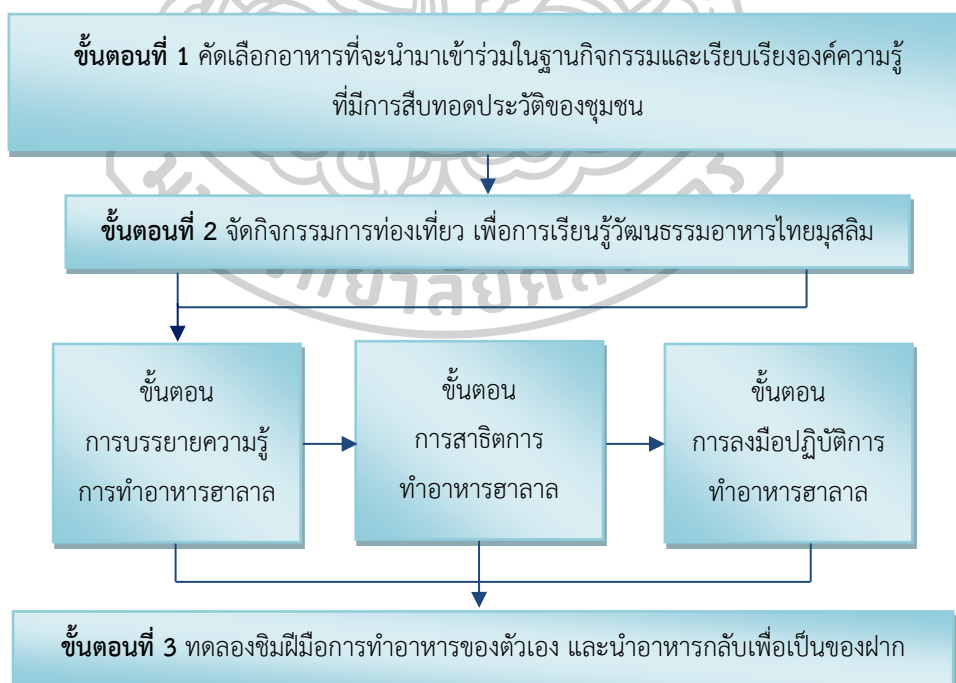 ขั้นตอนที่ 1 คัดเลือกอาหารที่จะนำมาเข้าร่วมในฐานกิจกรรมและเรียบเรียงองค์ความรู้
ที่มีการสืบทอดประวัติของชุมชน
ขั้นตอนที่ 2 จัดกิจกรรมการท่องเที่ยว เพื่อการเรียนรู้วัฒนธรรมอาหารไทยมุสลิม
ขั้นตอน
การบรรยายความรู้
การทำอาหารฮาลาล
ขั้นตอน
การสาธิตการ
ทำอาหารฮาลาล
ขั้นตอน
การลงมือปฏิบัติการ
ทำอาหารฮาลาล
ขั้นตอนที่ 3 ทดลองชิมฝีมือการทำอาหารของตัวเอง และนำอาหารกลับเพื่อเป็นของฝาก